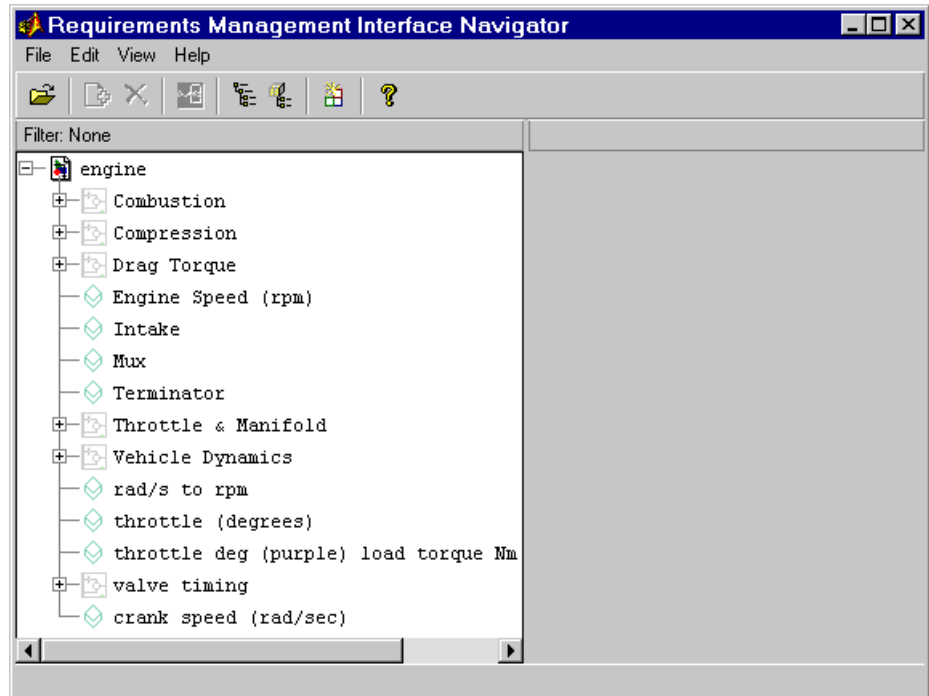 Requirements Management Interface Navigator
File Edit View Help
Filter: None
engine
Combustion
Compression
Drag Torque
Engine Speed (rpm)
Intake
Mux
Terminator
Throttle & Manifold
Vehicle Dynamics
rad/s to rpm
throttle (degrees)
throttle deg (purple) load torque Nm
valve timing
crank speed (rad/sec)